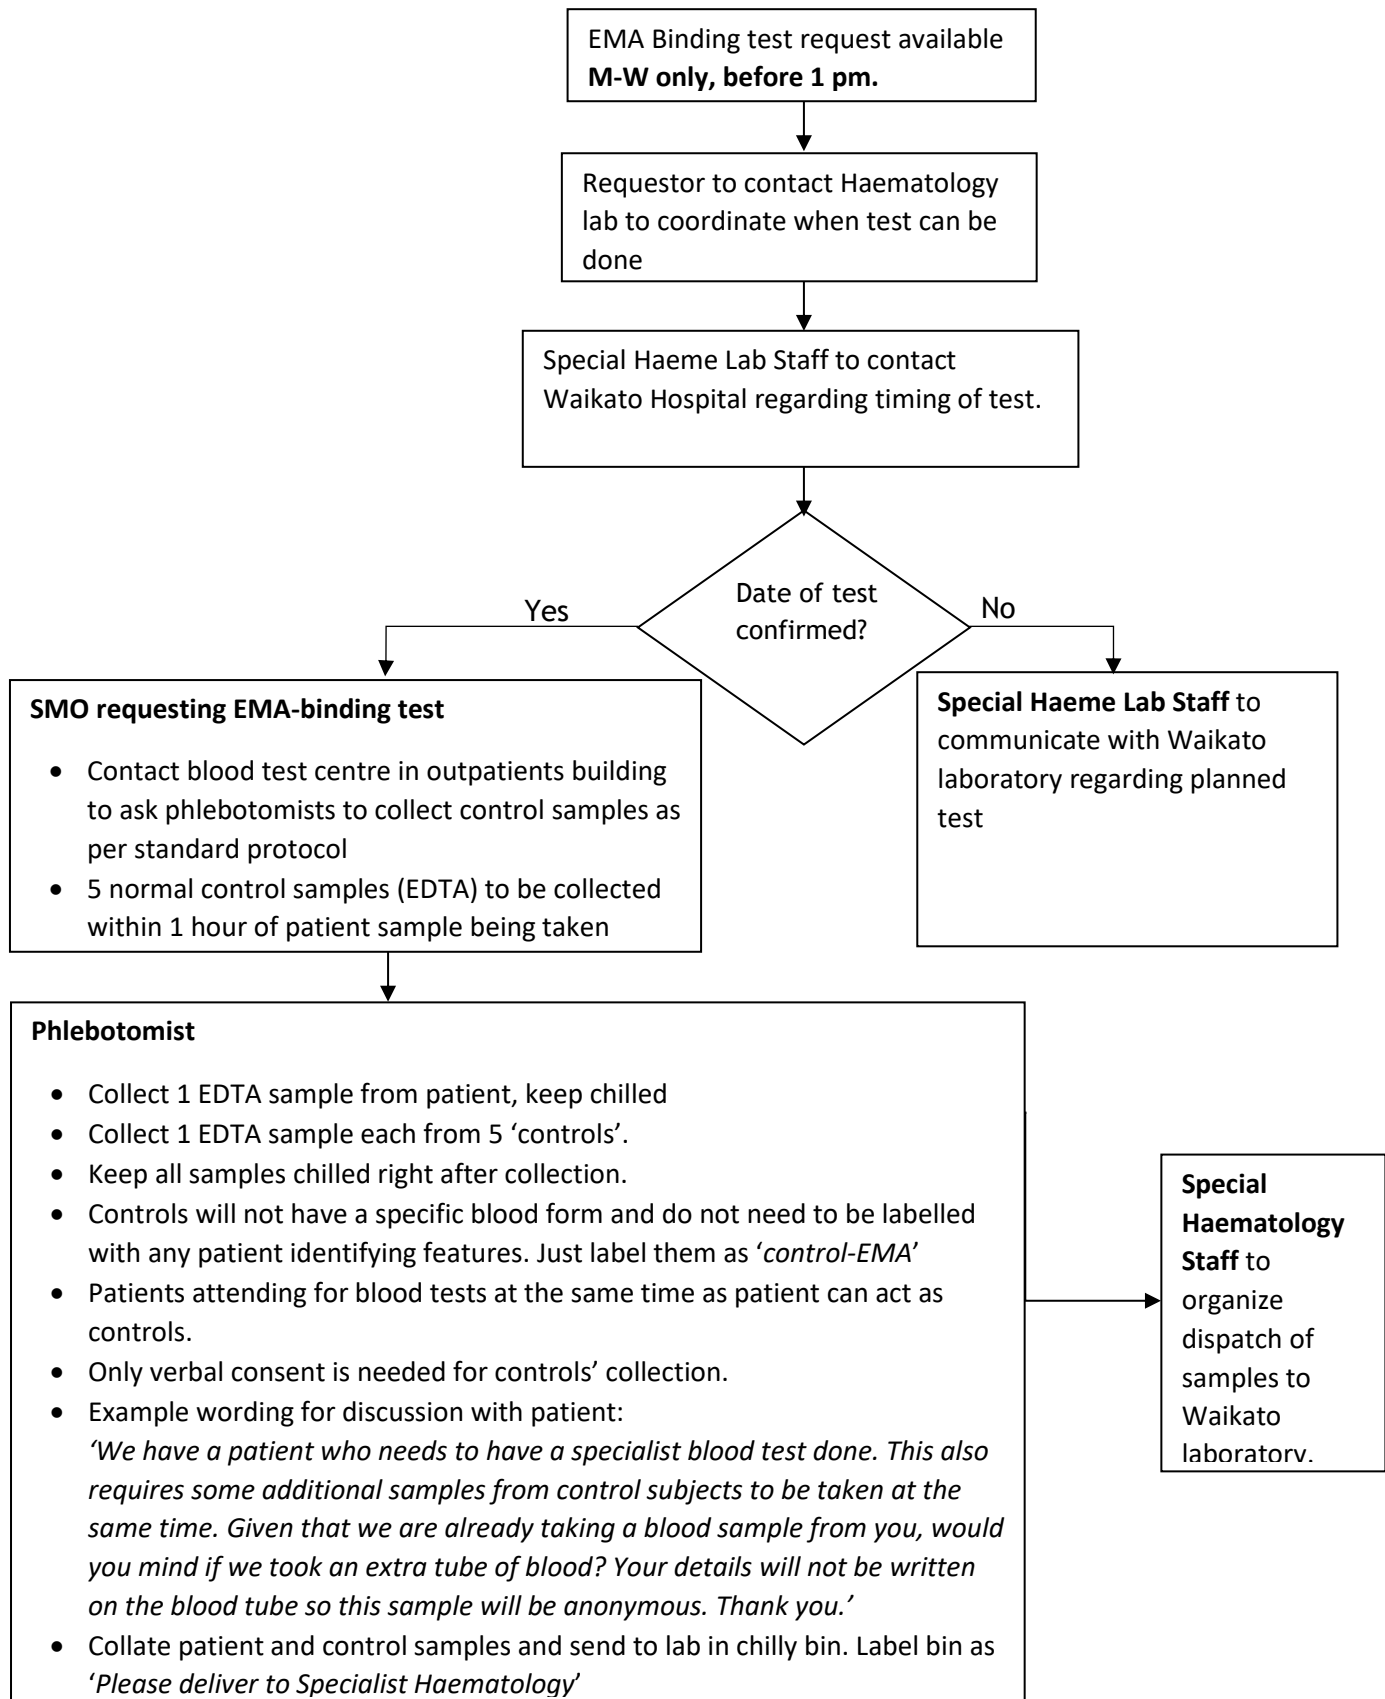 EMA Binding test request available
M-W only, before 1 pm.
Requestor to contact Haematology
lab to coordinate when test can be
done
Special Haeme Lab Staff to contact
Waikato Hospital regarding timing of test.
Date of test
confirmed?
Yes
No
SMO requesting EMA-binding test
• Contact blood test centre in outpatients building
to ask phlebotomists to collect control samples as
per standard protocol
• 5 normal control samples (EDTA) to be collected
within 1 hour of patient sample being taken
Special Haeme Lab Staff to
communicate with Waikato
laboratory regarding planned
test
Phlebotomist
• Collect 1 EDTA sample from patient, keep chilled
• Collect 1 EDTA sample each from 5 ‘controls’.
• Keep all samples chilled right after collection.
• Controls will not have a specific blood form and do not need to be labelled
with any patient identifying features. Just label them as ‘control-EMA’
• Patients attending for blood tests at the same time as patient can act as
controls.
• Only verbal consent is needed for controls’ collection.
• Example wording for discussion with patient:
‘We have a patient who needs to have a specialist blood test done. This also
requires some additional samples from control subjects to be taken at the
same time. Given that we are already taking a blood sample from you, would
you mind if we took an extra tube of blood? Your details will not be written
on the blood tube so this sample will be anonymous. Thank you.’
• Collate patient and control samples and send to lab in chilly bin. Label bin as
‘Please deliver to Specialist Haematology’
Special
Haematology
Staff to
organize
dispatch of
samples to
Waikato
laboratory.